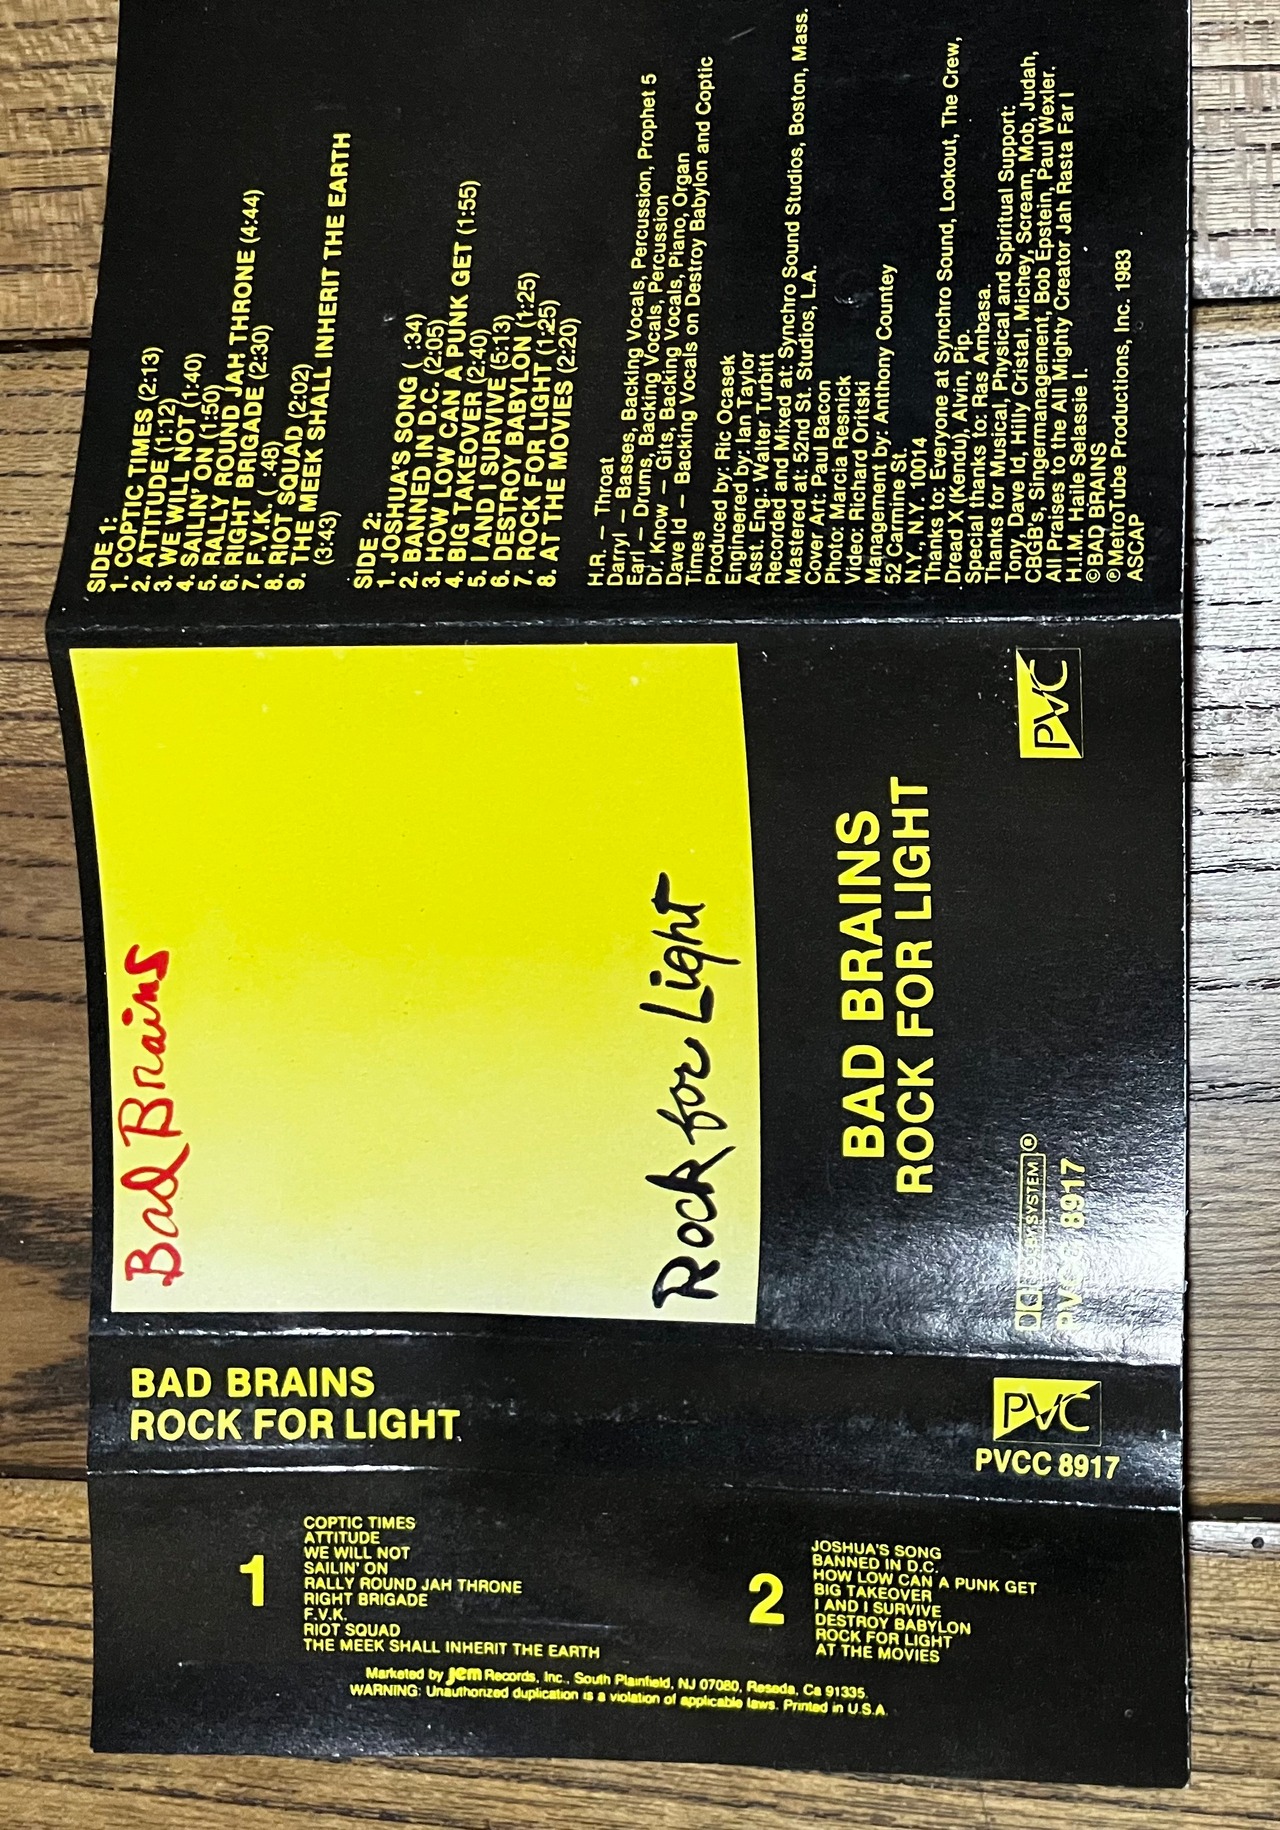 SIDE 1:
1. COPTIC TIMES (2:13)
2. ATTITUDE (1:12)
3. WE WILL NOT (1:40)
4. SAILIN' ON (1:50)
5. RALLY ROUND JAH THRONE (4:44)
6. RIGHT BRIGADE (2:30)
7. F.V.K. ( :48)
8. RIOT SQUAD (2:02)
9. THE MEEK SHALL INHERIT THE EARTH
(3:43)
SIDE 2:
1. JOSHUA'S SONG ( :34)
2. BANNED IN D.C. (2:05)
3. HOW LOW CAN A PUNK GET (1:55)
4. BIG TAKEOVER (2:40)
5. I AND I SURVIVE (5:13)
6. DESTROY BABYLON (1:25)
7. ROCK FOR LIGHT (1:25)
8. AT THE MOVIES (2:20)
H.R. – Throat
Darryl – Basses, Backing Vocals, Percussion, Prophet 5
Earl – Drums, Backing Vocals, Percussion
Dr. Know – Gits, Backing Vocals, Piano, Organ
Dave Id – Backing Vocals on Destroy Babylon and Coptic
Times
Produced by: Ric Ocasek
Engineered by: Ian Taylor
Asst. Eng.: Walter Turbitt
Recorded and Mixed at: Synchro Sound Studios, Boston, Mass.
Mastered at: 52nd St. Studios, L.A.
Cover Art: Paul Bacon
Photo: Marcia Resnick
Video: Richard Oritski
Management by: Anthony Countey
52 Carmine St.
N.Y., N.Y. 10014
Thanks to: Everyone at Synchro Sound, Lookout, The Crew,
Dread X (Kendu), Alvin, Pip.
Special thanks to: Ras Ambasa.
Thanks for Musical, Physical and Spiritual Support:
Tony, Dave Id, Hilly Cristal, Michey, Scream, Mob, Judah,
CBGB's, Singermanagement, Bob Epstein, Paul Wexler.
All Praises to the All Mighty Creator Jah Rasta Far I
H.I.M. Haile Selassie I.
©BAD BRAINS
℗MetroTube Productions, Inc. 1983
ASCAP
Bad Brains
Rock for Light
BAD BRAINS
ROCK FOR LIGHT
PVC
DOLBY SYSTEM ®
PVCC 8917
BAD BRAINS
ROCK FOR LIGHT
PVC
PVCC 8917
1
COPTIC TIMES
ATTITUDE
WE WILL NOT
SAILIN' ON
RALLY ROUND JAH THRONE
RIGHT BRIGADE
F.V.K.
RIOT SQUAD
THE MEEK SHALL INHERIT THE EARTH
2
JOSHUA'S SONG
BANNED IN D.C.
HOW LOW CAN A PUNK GET
BIG TAKEOVER
I AND I SURVIVE
DESTROY BABYLON
ROCK FOR LIGHT
AT THE MOVIES
Marketed by jem Records, Inc., South Plainfield, NJ 07080, Reseda, Ca 91335.
WARNING: Unauthorized duplication is a violation of applicable laws. Printed in U.S.A.